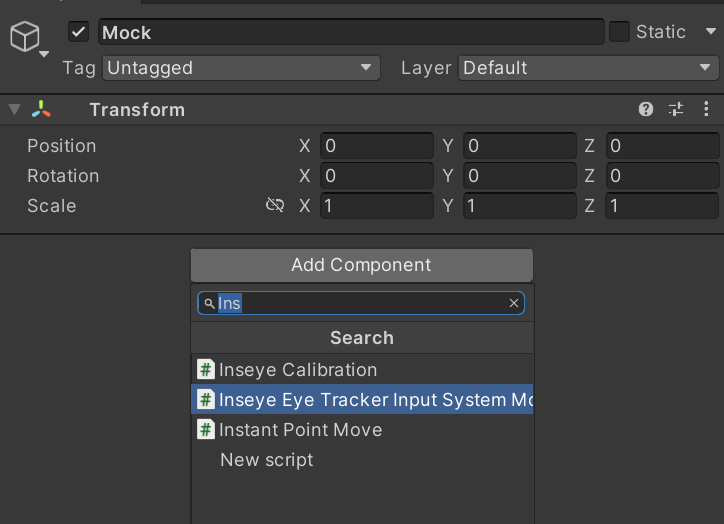 Mock
Static
Tag Untagged Layer Default
Transform
Position X 0 Y 0 Z 0
Rotation X 0 Y 0 Z 0
Scale X 1 Y 1 Z 1
Add Component
Ins
Search
Inseye Calibration
Inseye Eye Tracker Input System
Instant Point Move
New script